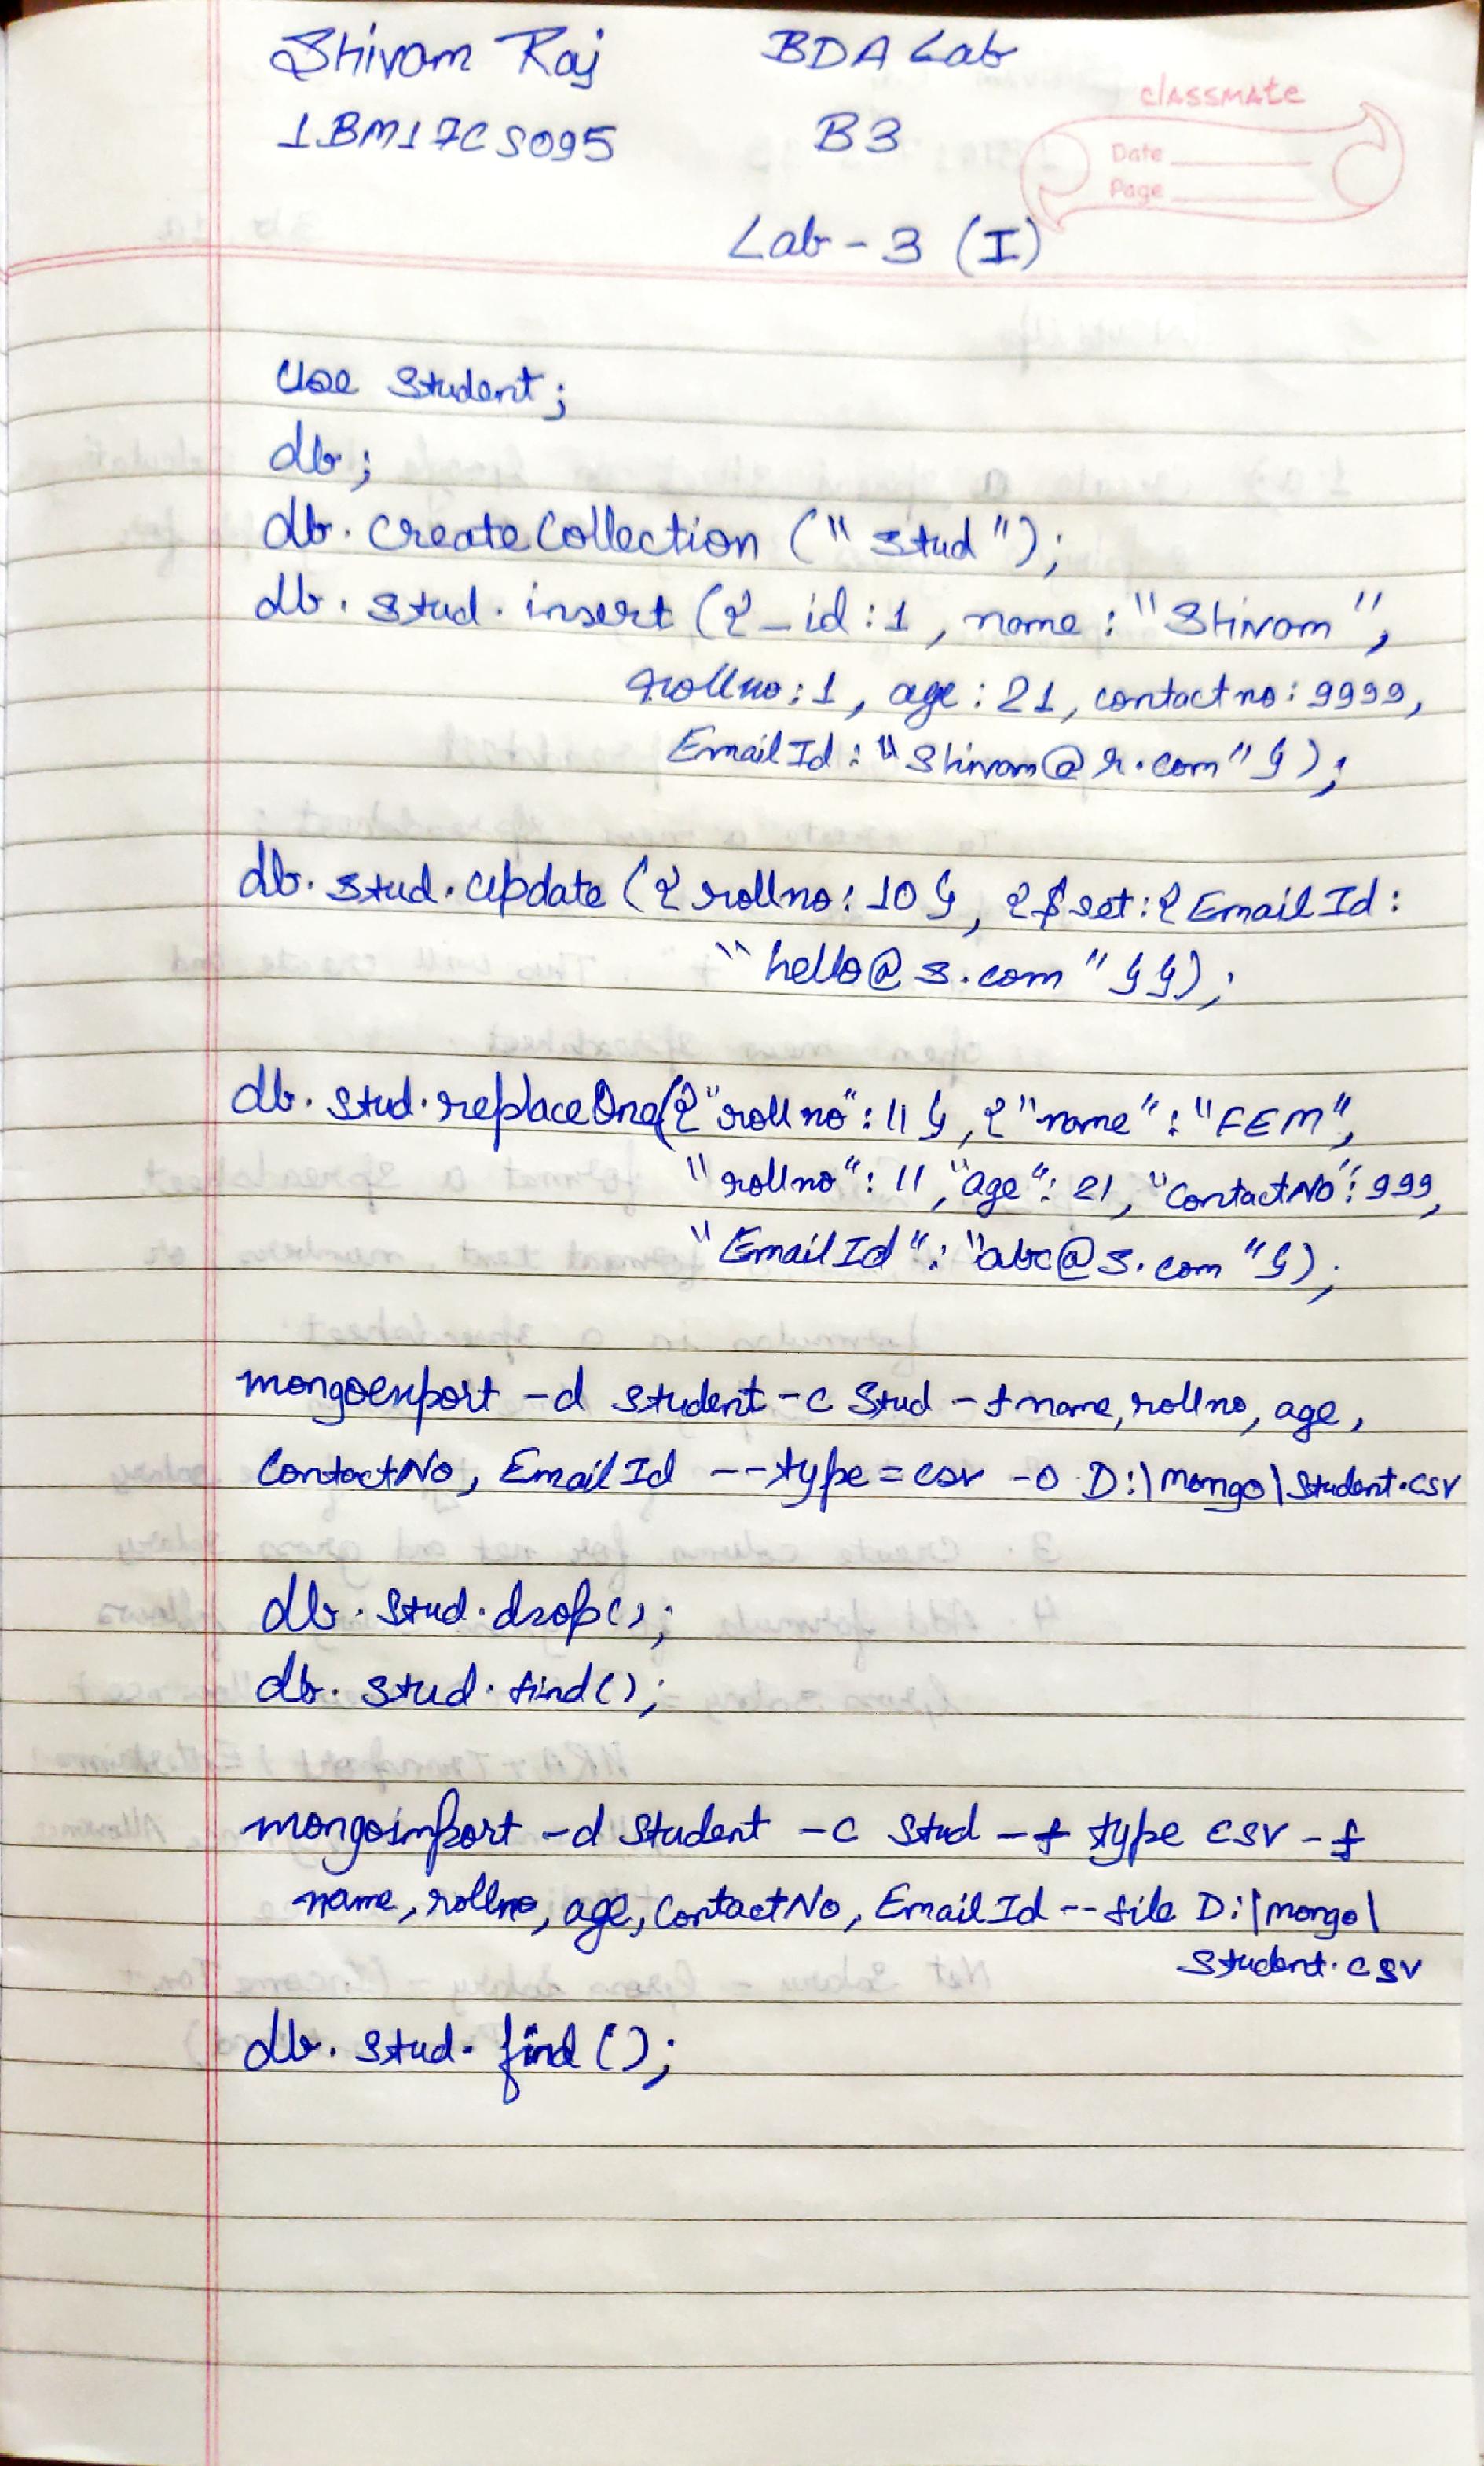 Shivam Raj BDA Lab
1BM17CS095 B3
classmate
Date
Page
Lab - 3 (I)
use student;
db;
db.createCollection ("stud");
db.stud.insert ({_id:1, name: "Shivam",
rollno:1, age:21, contactno:9999,
EmailId: "Shivam@r.com"});
db.stud.update ({rollno:10}, {$set:{EmailId:
"hello@s.com"}});
db.stud.replaceOne({"rollno":11}, {"name": "FEM",
"rollno": 11, "age": 21, "ContactNo": 999,
"EmailId": "abc@s.com"});
mongoexport -d student -c Stud -f name, rollno, age,
ContactNo, EmailId --type=csv -o D:\mongo\Student.csv
db.stud.drop();
db.stud.find();
mongoimport -d Student -c Stud -f type csv -f
name, rollno, age, ContactNo, EmailId --file D:\mongo\
Student.csv
db.stud.find();